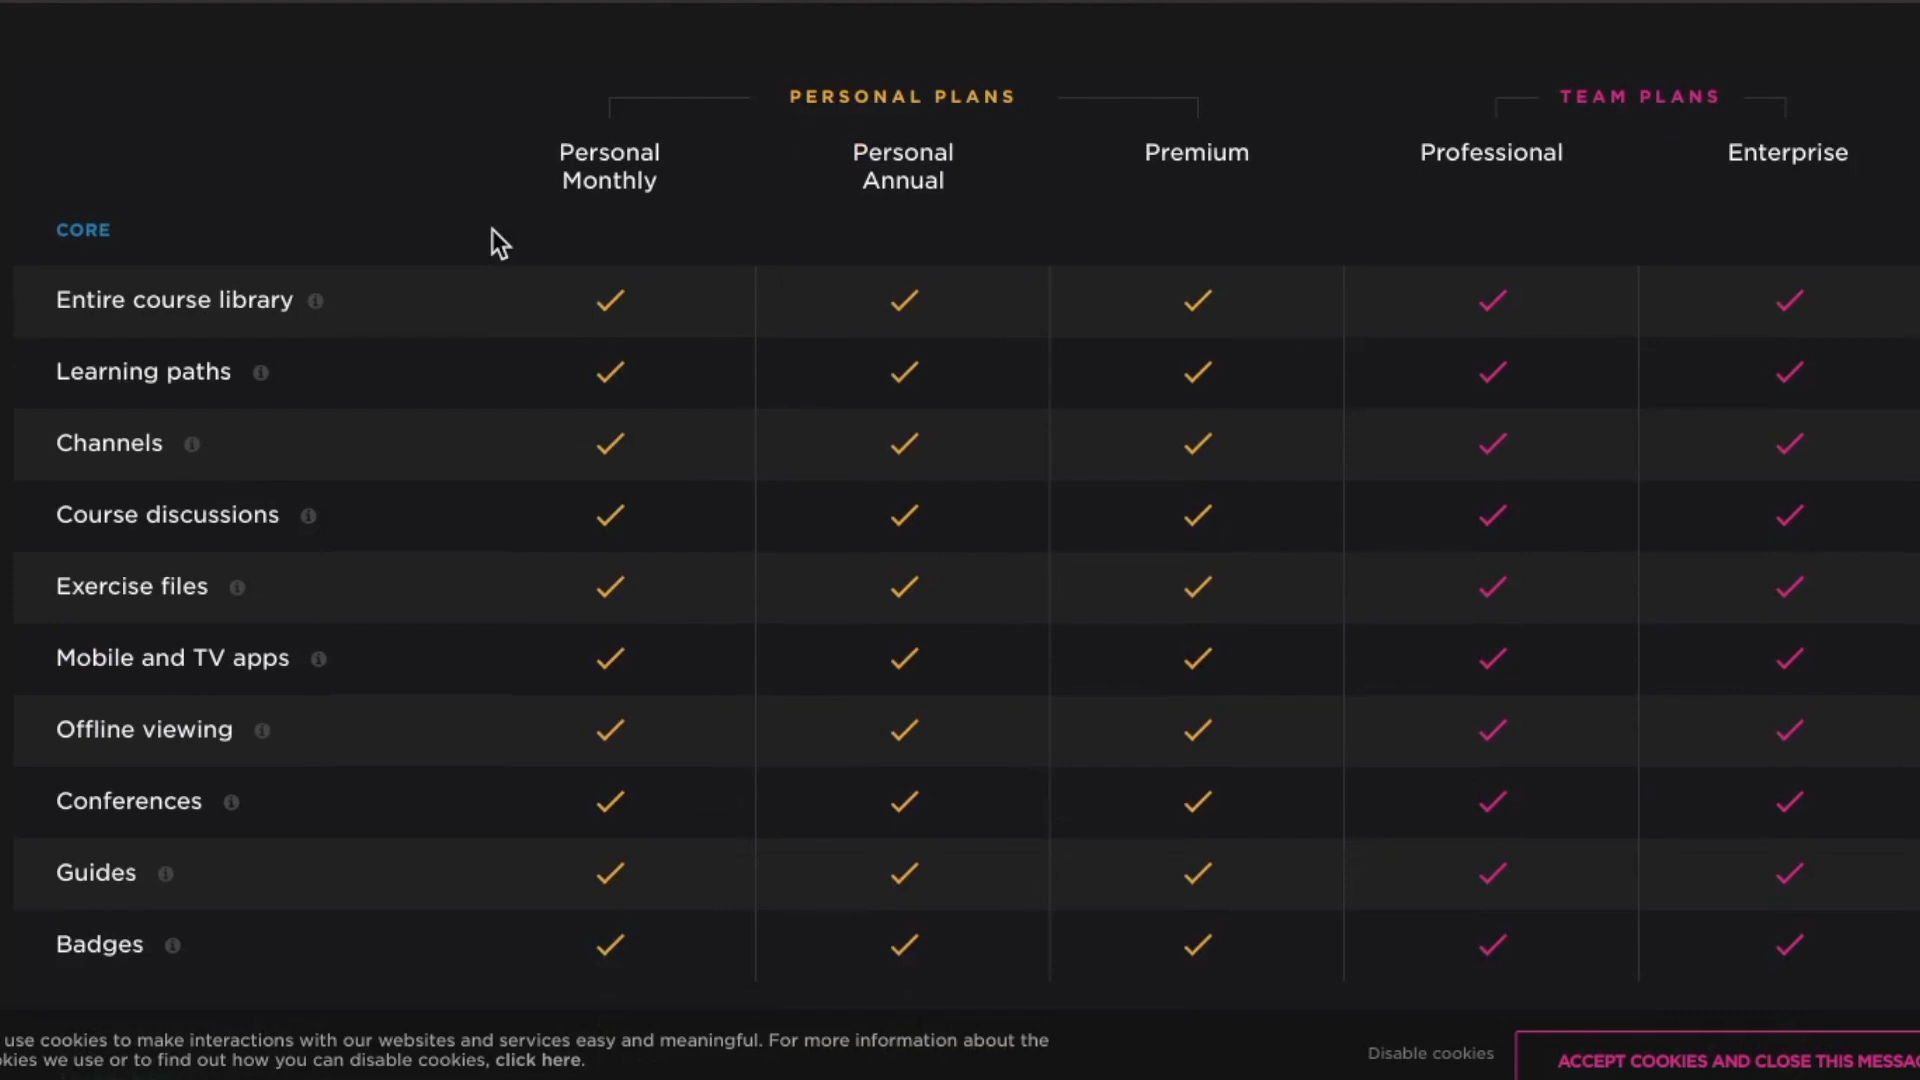 PERSONAL PLANS
TEAM PLANS
Personal Monthly
Personal Annual
Premium
Professional
Enterprise
CORE
Entire course library
Learning paths
Channels
Course discussions
Exercise files
Mobile and TV apps
Offline viewing
Conferences
Guides
Badges
use cookies to make interactions with our websites and services easy and meaningful. For more information about the
we use or to find out how you can disable cookies, click here.
Disable cookies
ACCEPT COOKIES AND CLOSE THIS